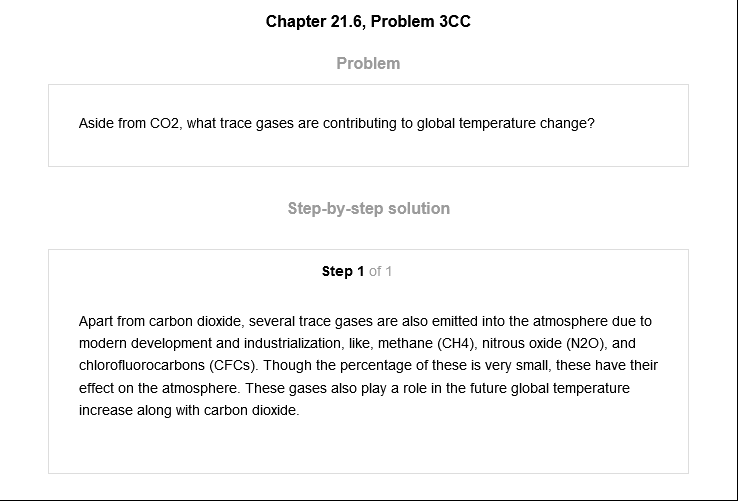 Chapter 21.6, Problem 3CC
Problem
Aside from CO2, what trace gases are contributing to global temperature change?
Step-by-step solution
Step 1 of 1
Apart from carbon dioxide, several trace gases are also emitted into the atmosphere due to
modern development and industrialization, like, methane (CH4), nitrous oxide (N2O), and
chlorofluorocarbons (CFCs). Though the percentage of these is very small, these have their
effect on the atmosphere. These gases also play a role in the future global temperature
increase along with carbon dioxide.